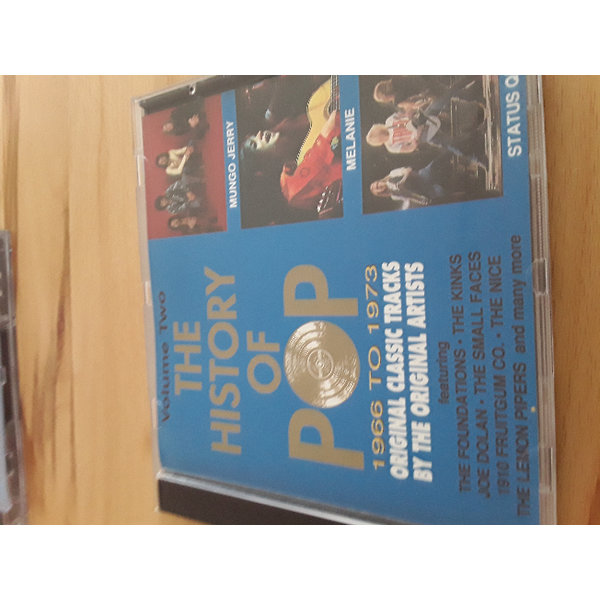 Volume Two
THE
HISTORY
OF
POP
1966 TO 1973
ORIGINAL CLASSIC TRACKS
BY THE ORIGINAL ARTISTS
featuring
THE FOUNDATIONS · THE KINKS
JOE DOLAN · THE SMALL FACES
1910 FRUITGUM CO. · THE NICE
THE LEMON PIPERS and many more
MUNGO JERRY
MELANIE
STATUS Q